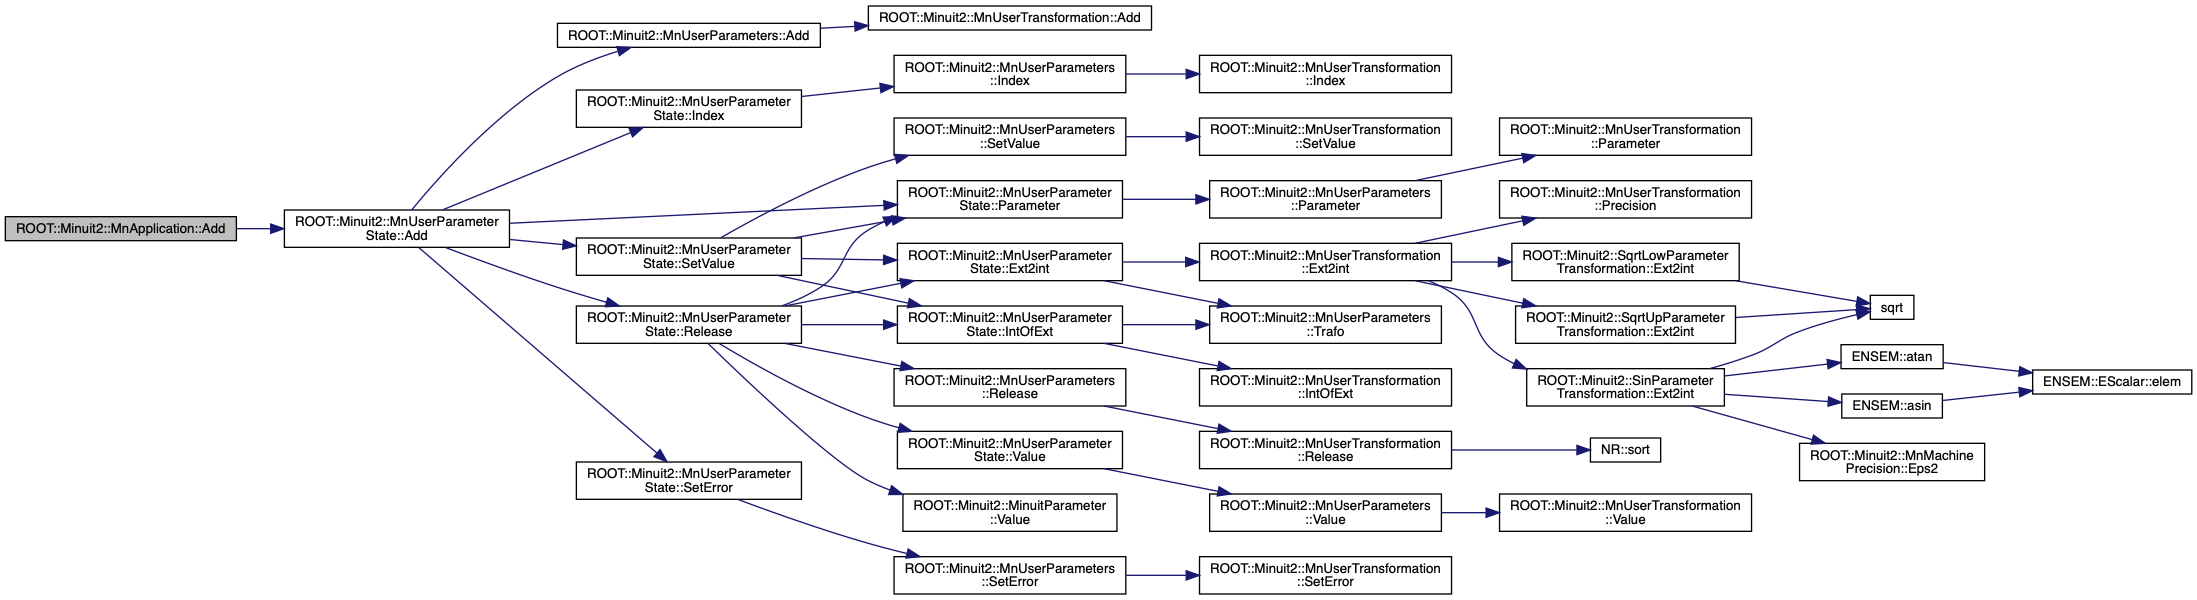 ROOT::Minuit2::MnApplication::Add
ROOT::Minuit2::MnUserParameter
State::Add
ROOT::Minuit2::MnUserParameters::Add
ROOT::Minuit2::MnUserTransformation::Add
ROOT::Minuit2::MnUserParameter
State::Index
ROOT::Minuit2::MnUserParameters
::Index
ROOT::Minuit2::MnUserTransformation
::Index
ROOT::Minuit2::MnUserParameters
::SetValue
ROOT::Minuit2::MnUserTransformation
::SetValue
ROOT::Minuit2::MnUserParameter
State::Parameter
ROOT::Minuit2::MnUserParameters
::Parameter
ROOT::Minuit2::MnUserTransformation
::Parameter
ROOT::Minuit2::MnUserParameter
State::SetValue
ROOT::Minuit2::MnUserParameter
State::Ext2int
ROOT::Minuit2::MnUserTransformation
::Ext2int
ROOT::Minuit2::MnUserTransformation
::Precision
ROOT::Minuit2::SqrtLowParameter
Transformation::Ext2int
ROOT::Minuit2::SqrtUpParameter
Transformation::Ext2int
sqrt
ROOT::Minuit2::MnUserParameter
State::Release
ROOT::Minuit2::MnUserParameter
State::IntOfExt
ROOT::Minuit2::MnUserParameters
::Trafo
ROOT::Minuit2::MnUserParameters
::Release
ROOT::Minuit2::MnUserTransformation
::IntOfExt
ROOT::Minuit2::SinParameter
Transformation::Ext2int
ENSEM::atan
ENSEM::asin
ENSEM::EScalar::elem
ROOT::Minuit2::MnMachine
Precision::Eps2
ROOT::Minuit2::MnUserParameter
State::Value
ROOT::Minuit2::MnUserTransformation
::Release
NR::sort
ROOT::Minuit2::MnUserParameter
State::SetError
ROOT::Minuit2::MinuitParameter
::Value
ROOT::Minuit2::MnUserParameters
::Value
ROOT::Minuit2::MnUserTransformation
::Value
ROOT::Minuit2::MnUserParameters
::SetError
ROOT::Minuit2::MnUserTransformation
::SetError